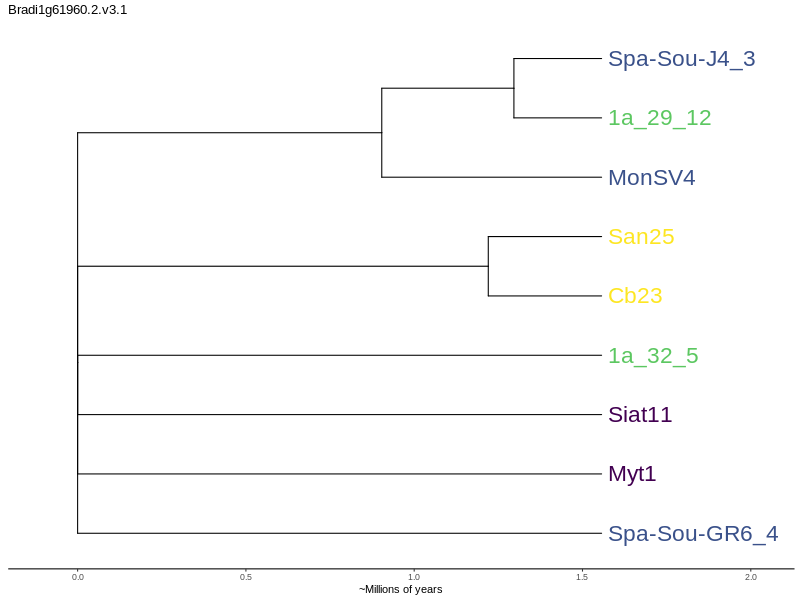 Bradi1g61960.2.v3.1
Spa-Sou-J4_3
1a_29_12
MonSV4
San25
Cb23
1a_32_5
Siat11
Myt1
Spa-Sou-GR6_4
0.0 0.5 1.0 1.5 2.0
~Millions of years